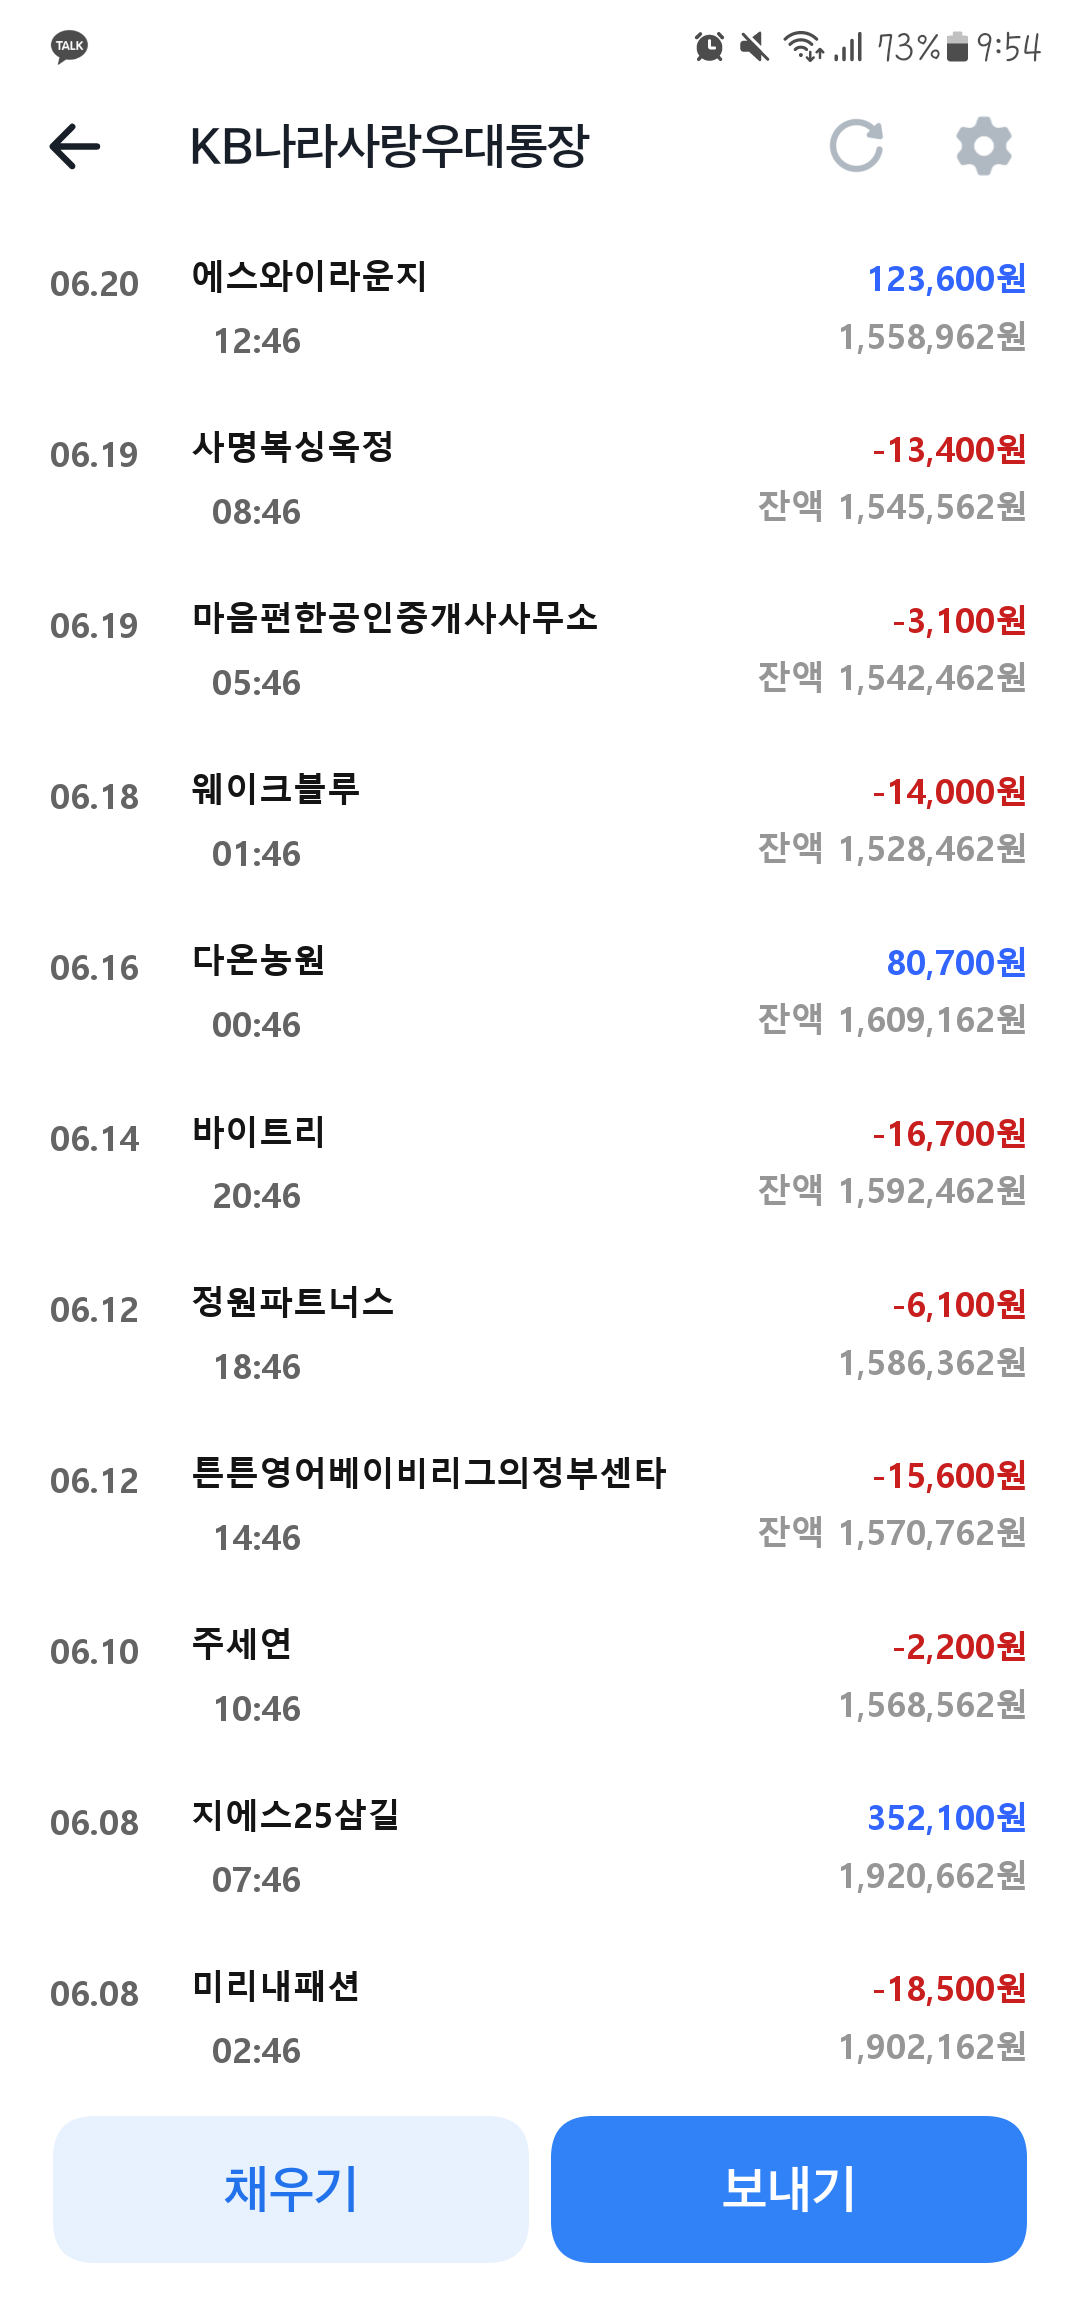 TALK 73% 9:54
KB나라사랑우대통장
06.20 에스와이라운지 123,600원
12:46 1,558,962원
06.19 사명복싱옥정 -13,400원
08:46 잔액 1,545,562원
06.19 마음편한공인중개사사무소 -3,100원
05:46 잔액 1,542,462원
06.18 웨이크블루 -14,000원
01:46 잔액 1,528,462원
06.16 다온농원 80,700원
00:46 잔액 1,609,162원
06.14 바이트리 -16,700원
20:46 잔액 1,592,462원
06.12 정원파트너스 -6,100원
18:46 1,586,362원
06.12 튼튼영어베이비리그의정부센타 -15,600원
14:46 잔액 1,570,762원
06.10 주세연 -2,200원
10:46 1,568,562원
06.08 지에스25삼길 352,100원
07:46 1,920,662원
06.08 미리내패션 -18,500원
02:46 1,902,162원
채우기 보내기